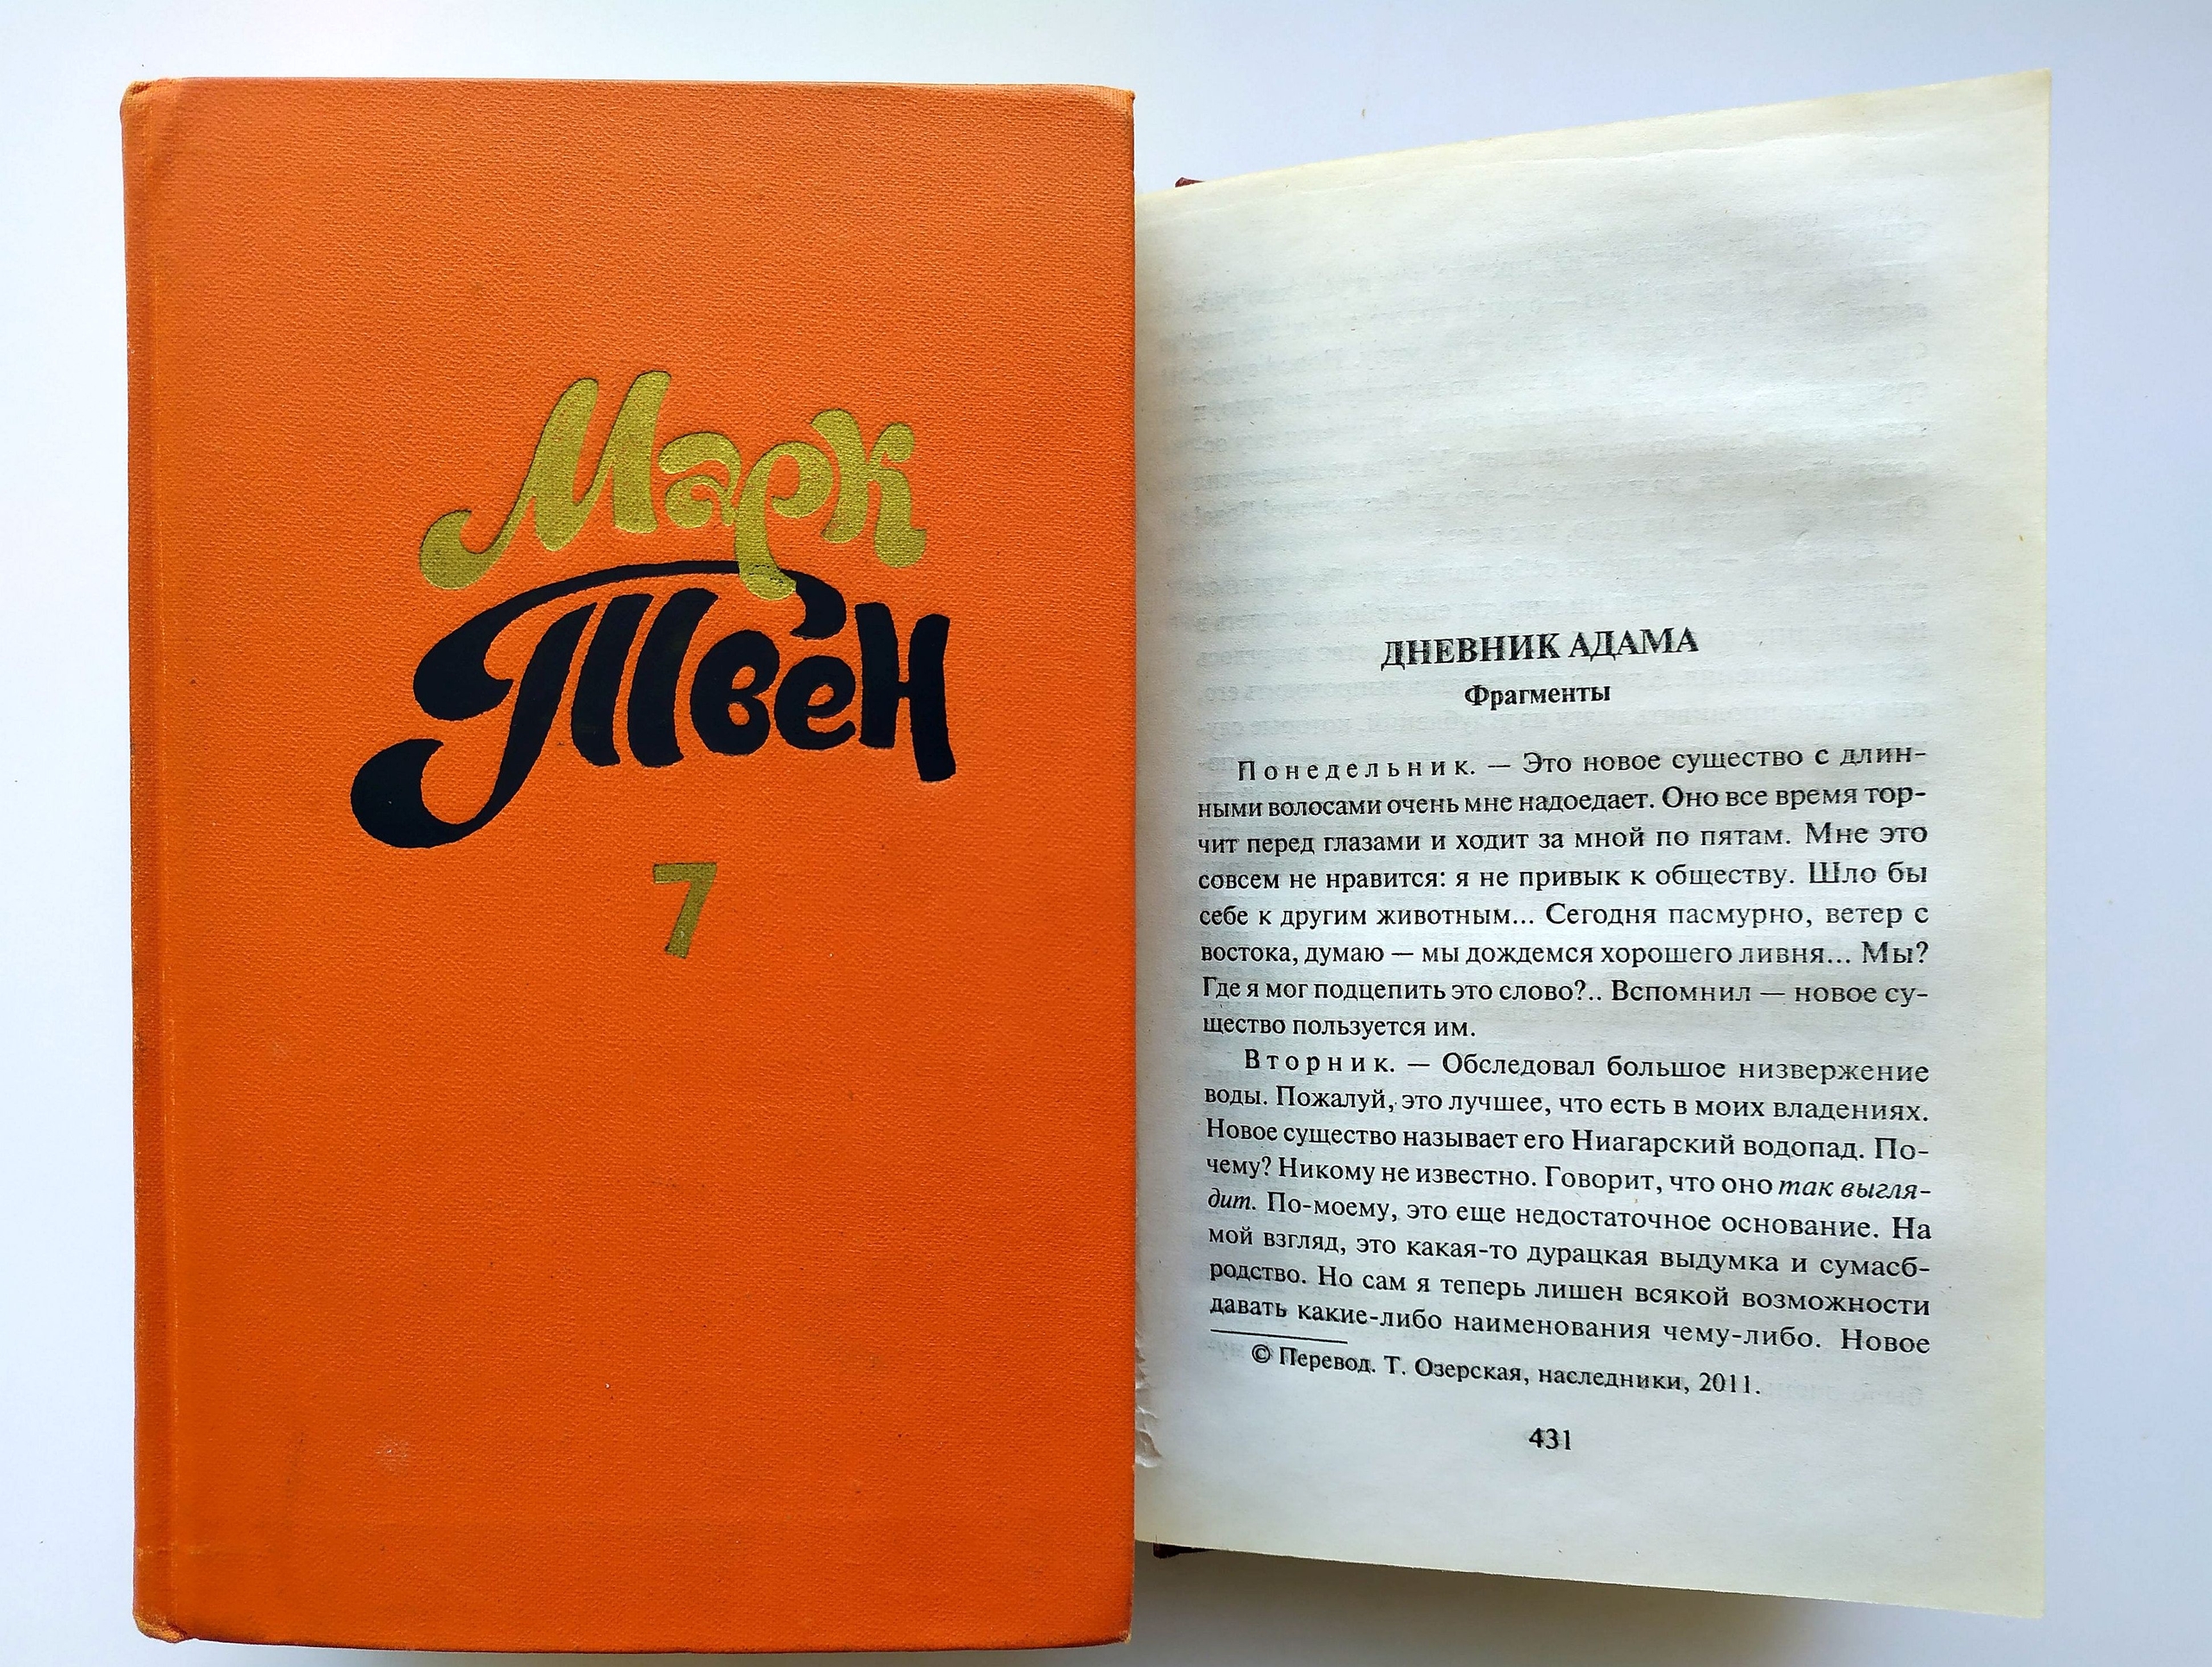 Марк
Твен
7
ДНЕВНИК АДАМА
Фрагменты
Понедельник. — Это новое существо с длин-
ными волосами очень мне надоедает. Оно все время тор-
чит перед глазами и ходит за мной по пятам. Мне это
совсем не нравится: я не привык к обществу. Шло бы
себе к другим животным... Сегодня пасмурно, ветер с
востока, думаю — мы дождемся хорошего ливня... Мы?
Где я мог подцепить это слово?.. Вспомнил — новое су-
щество пользуется им.
Вторник. — Обследовал большое низвержение
воды. Пожалуй, это лучшее, что есть в моих владениях.
Новое существо называет его Ниагарский водопад. По-
чему? Никому не известно. Говорит, что оно так выгля-
дит. По-моему, это еще недостаточное основание. На
мой взгляд, это какая-то дурацкая выдумка и сумасб-
родство. Но сам я теперь лишен всякой возможности
давать какие-либо наименования чему-либо. Новое
© Перевод. Т. Озерская, наследники, 2011.
431